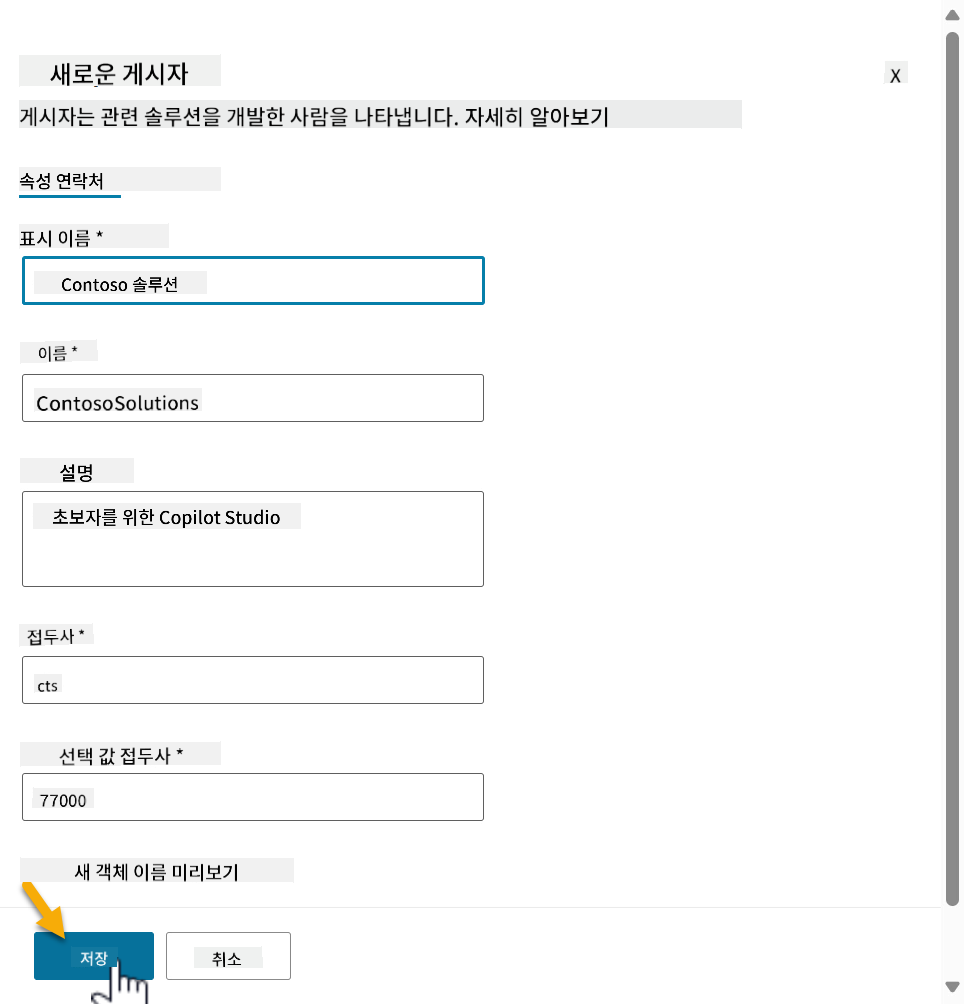 새로운 게시자
X
게시자는 관련 솔루션을 개발한 사람을 나타냅니다. 자세히 알아보기
속성 연락처
표시 이름 *
Contoso 솔루션
이름 *
ContosoSolutions
설명
초보자를 위한 Copilot Studio
접두사 *
cts
선택 값 접두사 *
77000
새 객체 이름 미리보기
저장 취소